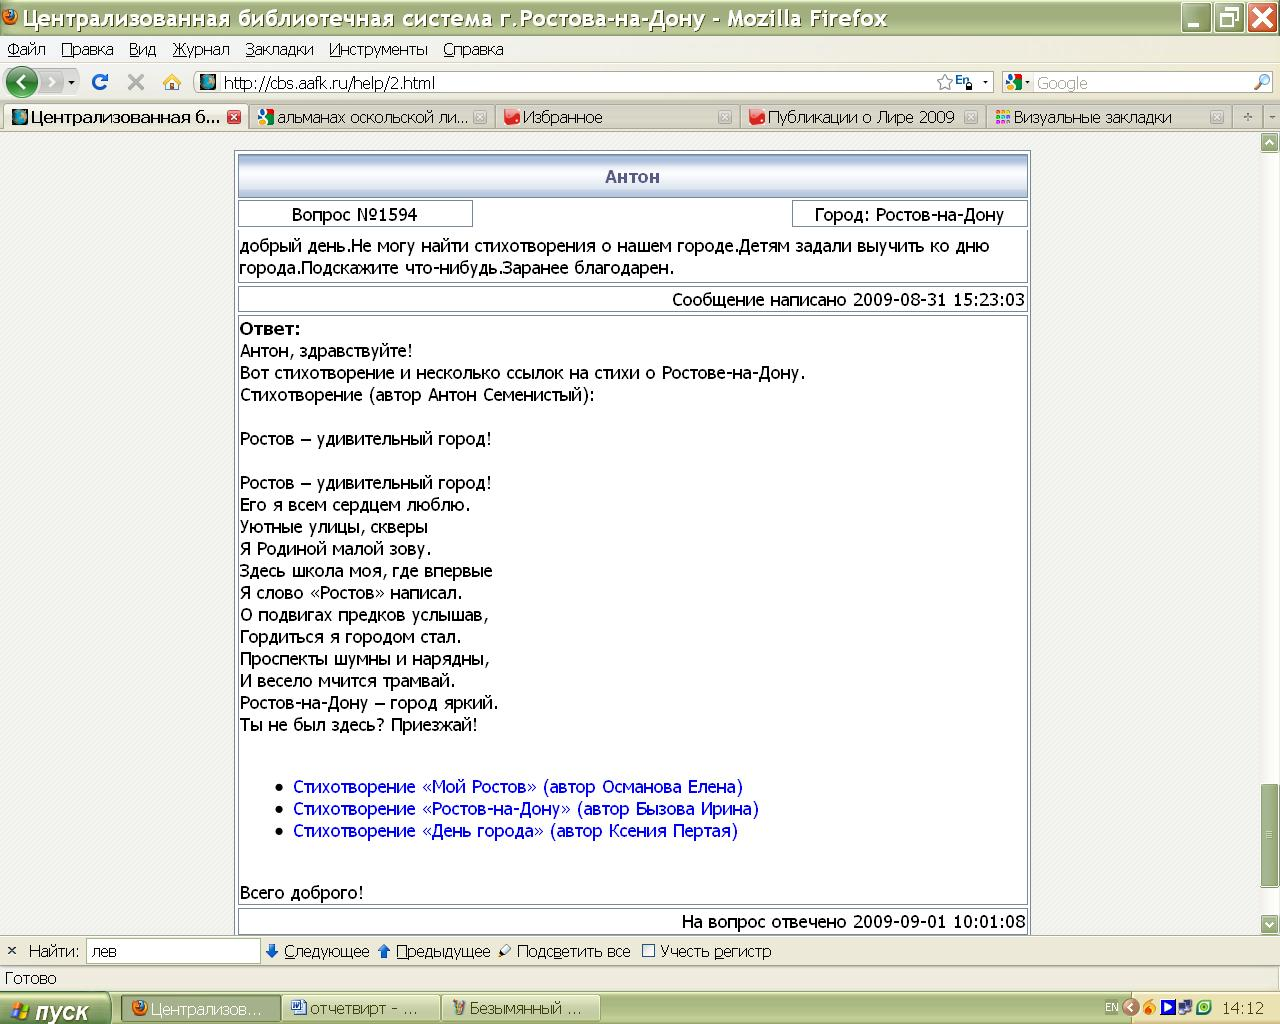 Централизованная библиотечная система г.Ростова-на-Дону - Mozilla Firefox
Файл Правка Вид Журнал Закладки Инструменты Справка
http://cbs.aafk.ru/help/2.html En Google
Централизованная б... альманах оскольской ли... Избранное Публикации о Лире 2009 Визуальные закладки
Антон
Вопрос №1594 Город: Ростов-на-Дону
добрый день.Не могу найти стихотворения о нашем городе.Детям задали выучить ко дню
города.Подскажите что-нибудь.Заранее благодарен.
Сообщение написано 2009-08-31 15:23:03
Ответ:
Антон, здравствуйте!
Вот стихотворение и несколько ссылок на стихи о Ростове-на-Дону.
Стихотворение (автор Антон Семенистый):
Ростов – удивительный город!
Ростов – удивительный город!
Его я всем сердцем люблю.
Уютные улицы, скверы
Я Родиной малой зову.
Здесь школа моя, где впервые
Я слово «Ростов» написал.
О подвигах предков услышав,
Гордиться я городом стал.
Проспекты шумны и нарядны,
И весело мчится трамвай.
Ростов-на-Дону – город яркий.
Ты не был здесь? Приезжай!
• Стихотворение «Мой Ростов» (автор Османова Елена)
• Стихотворение «Ростов-на-Дону» (автор Бызова Ирина)
• Стихотворение «День города» (автор Ксения Пертая)
Всего доброго!
На вопрос отвечено 2009-09-01 10:01:08
Найти: лев Следующее Предыдущее Подсветить все Учесть регистр
Готово
пуск Централизов... отчетвирт - ... Безымянный ... EN 14:12